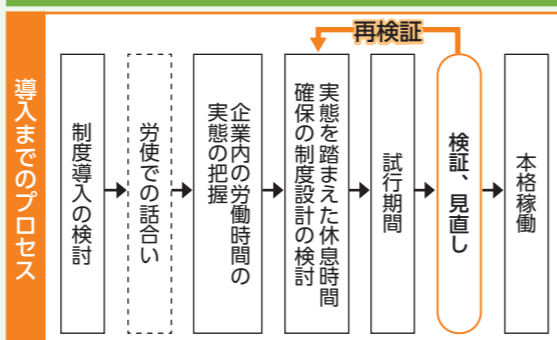 導入までのプロセス
再検証
制度導入の検討
労使での話合い
企業内の労働時間の
実態の把握
実態を踏まえた休息時間
確保の制度設計の検討
試行期間
検証、見直し
本格稼働